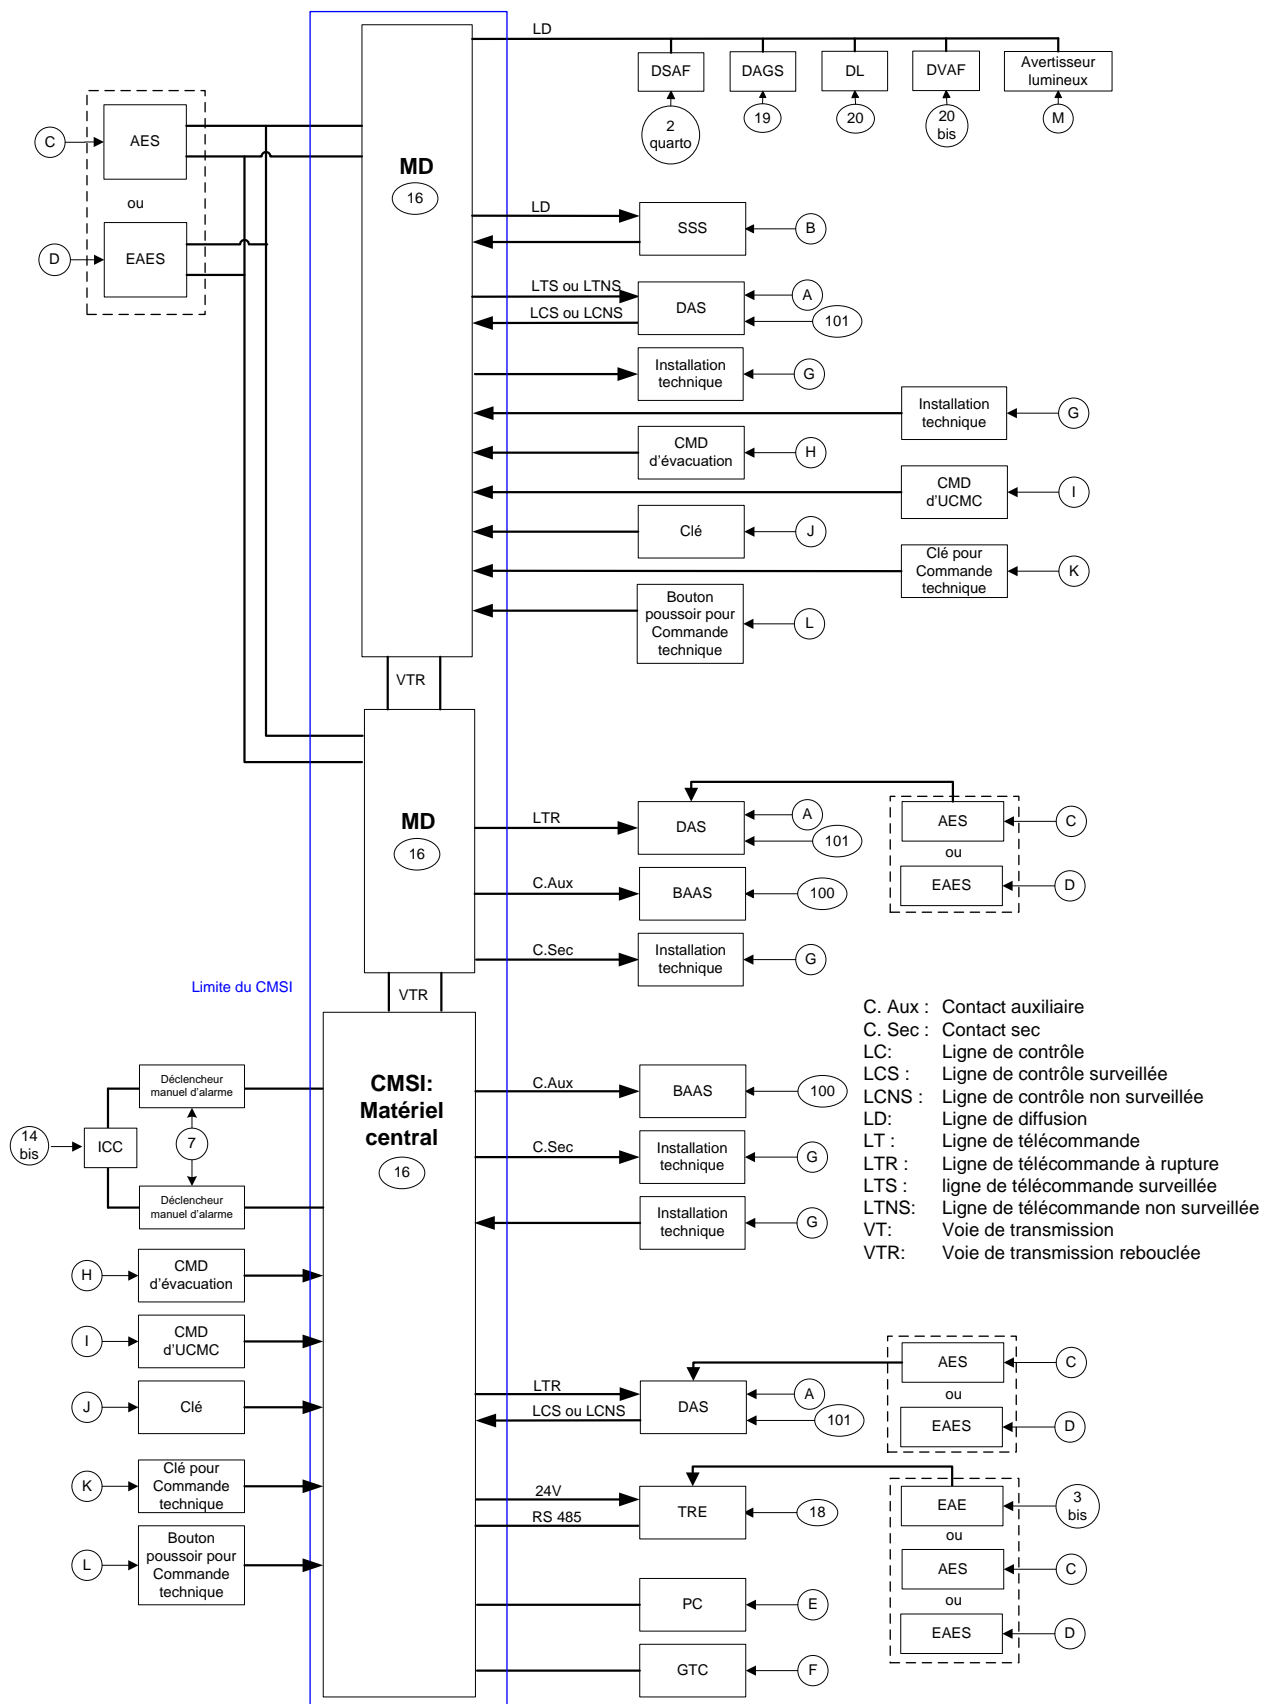 LD
DSAF
DAGS
DL
DVAF
Avertisseur
lumineux
2
quarto
19
20
20
bis
M
C
AES
ou
D
EAES
MD
16
LD
SSS
B
LTS ou LTNS
LCS ou LCNS
DAS
A
101
Installation
technique
G
Installation
technique
G
CMD
d'évacuation
H
CMD
d'UCMC
I
Clé
J
Clé pour
Commande
technique
K
Bouton
poussoir pour
Commande
technique
L
VTR
MD
16
LTR
DAS
A
101
AES
ou
EAES
C
D
C.Aux
BAAS
100
C.Sec
Installation
technique
G
Limite du CMSI
VTR
C. Aux : Contact auxiliaire
C. Sec : Contact sec
LC: Ligne de contrôle
LCS : Ligne de contrôle surveillée
LCNS : Ligne de contrôle non surveillée
LD: Ligne de diffusion
LT : Ligne de télécommande
LTR : Ligne de télécommande à rupture
LTS : ligne de télécommande surveillée
LTNS: Ligne de télécommande non surveillée
VT: Voie de transmission
VTR: Voie de transmission rebouclée
CMSI:
Matériel
central
16
Déclencheur
manuel d'alarme
14
bis
ICC
7
Déclencheur
manuel d'alarme
C.Aux
BAAS
100
C.Sec
Installation
technique
G
Installation
technique
G
H
CMD
d'évacuation
I
CMD
d'UCMC
J
Clé
K
Clé pour
Commande
technique
L
Bouton
poussoir pour
Commande
technique
LTR
LCS ou LCNS
DAS
A
101
AES
ou
EAES
C
D
24V
RS 485
TRE
18
EAE
ou
AES
ou
EAES
3
bis
C
D
PC
E
GTC
F